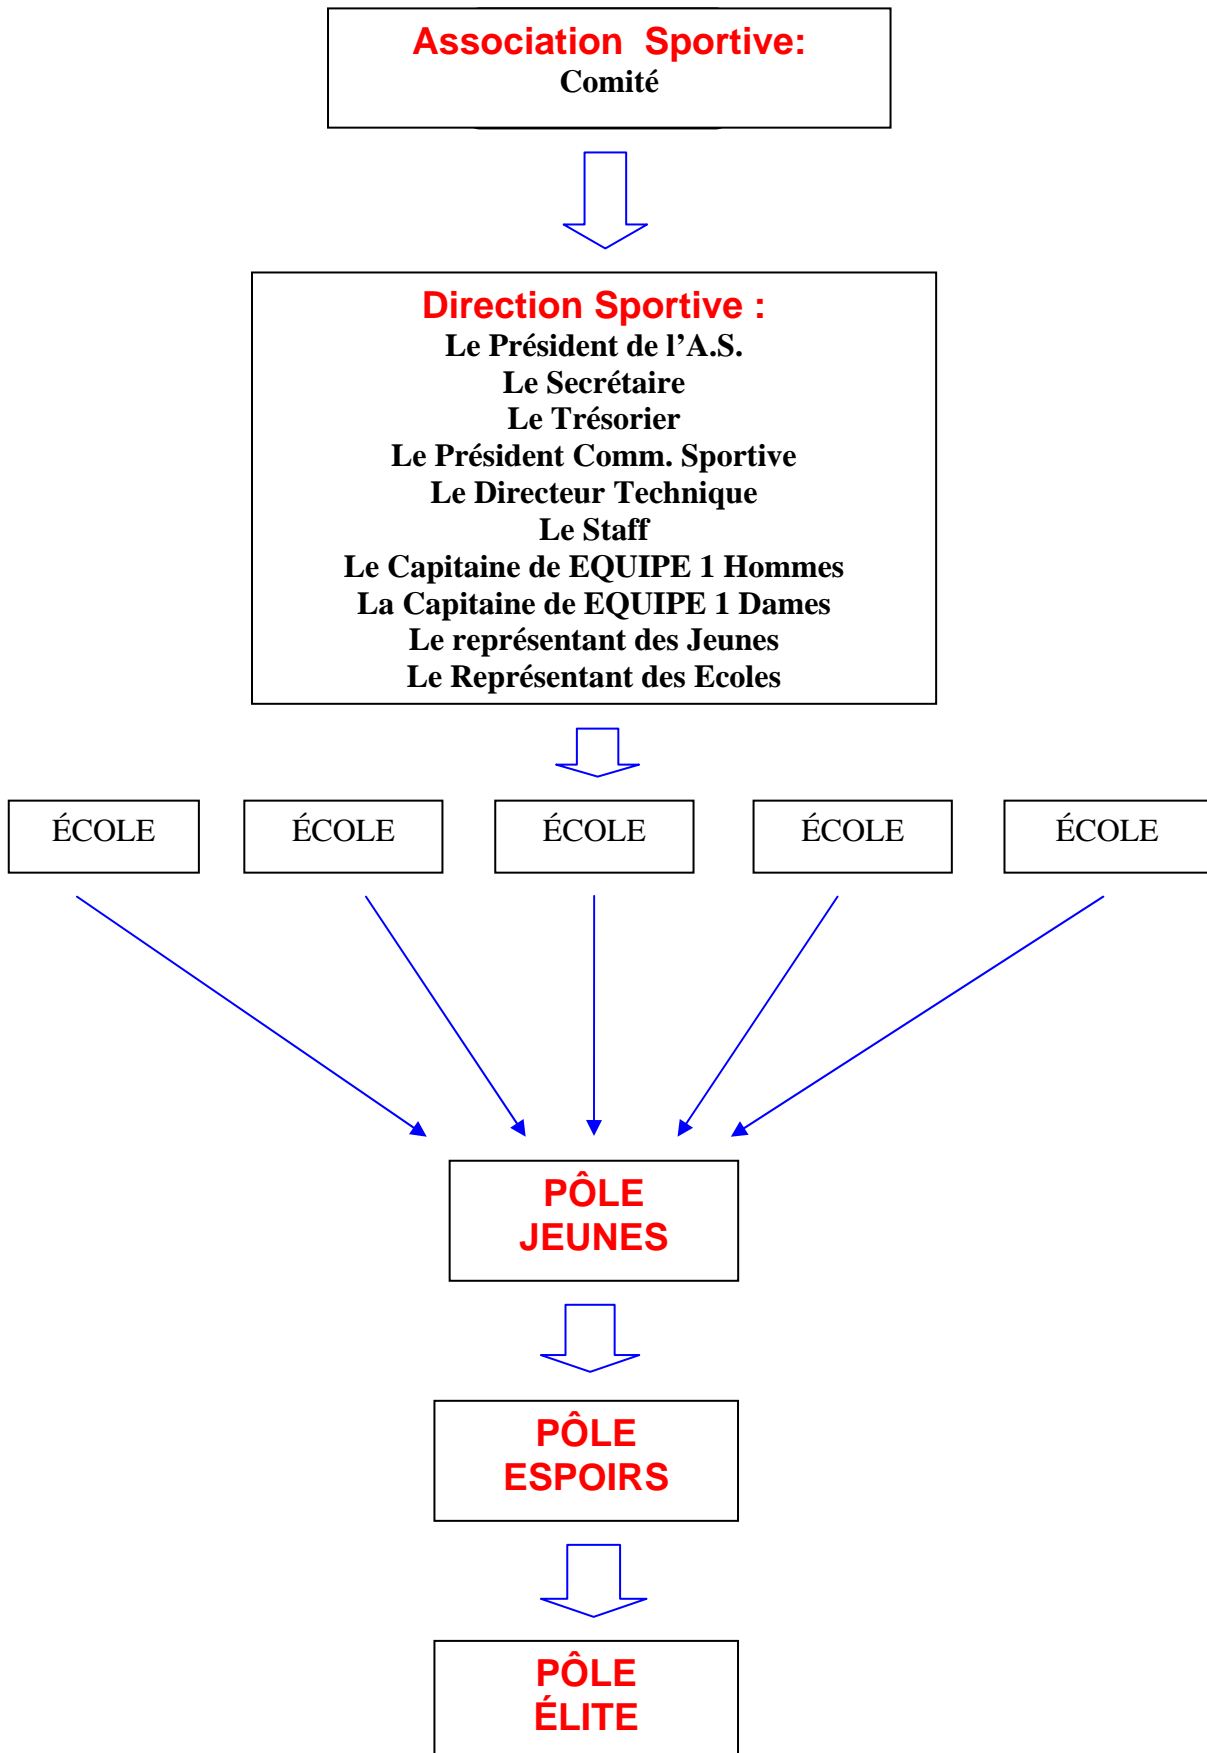 Association Sportive:
Comité
Direction Sportive :
Le Président de l’A.S.
Le Secrétaire
Le Trésorier
Le Président Comm. Sportive
Le Directeur Technique
Le Staff
Le Capitaine de EQUIPE 1 Hommes
La Capitaine de EQUIPE 1 Dames
Le représentant des Jeunes
Le Représentant des Ecoles
ÉCOLE
ÉCOLE
ÉCOLE
ÉCOLE
ÉCOLE
PÔLE
JEUNES
PÔLE
ESPOIRS
PÔLE
ÉLITE